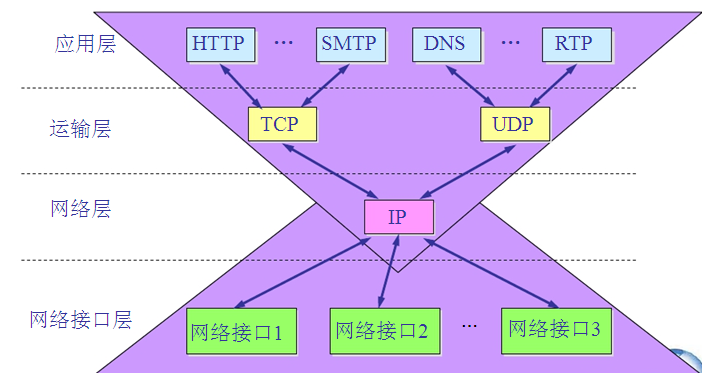 应用层 HTTP … SMTP DNS … RTP
运输层 TCP UDP
网络层 IP
网络接口层 网络接口1 网络接口2 … 网络接口3